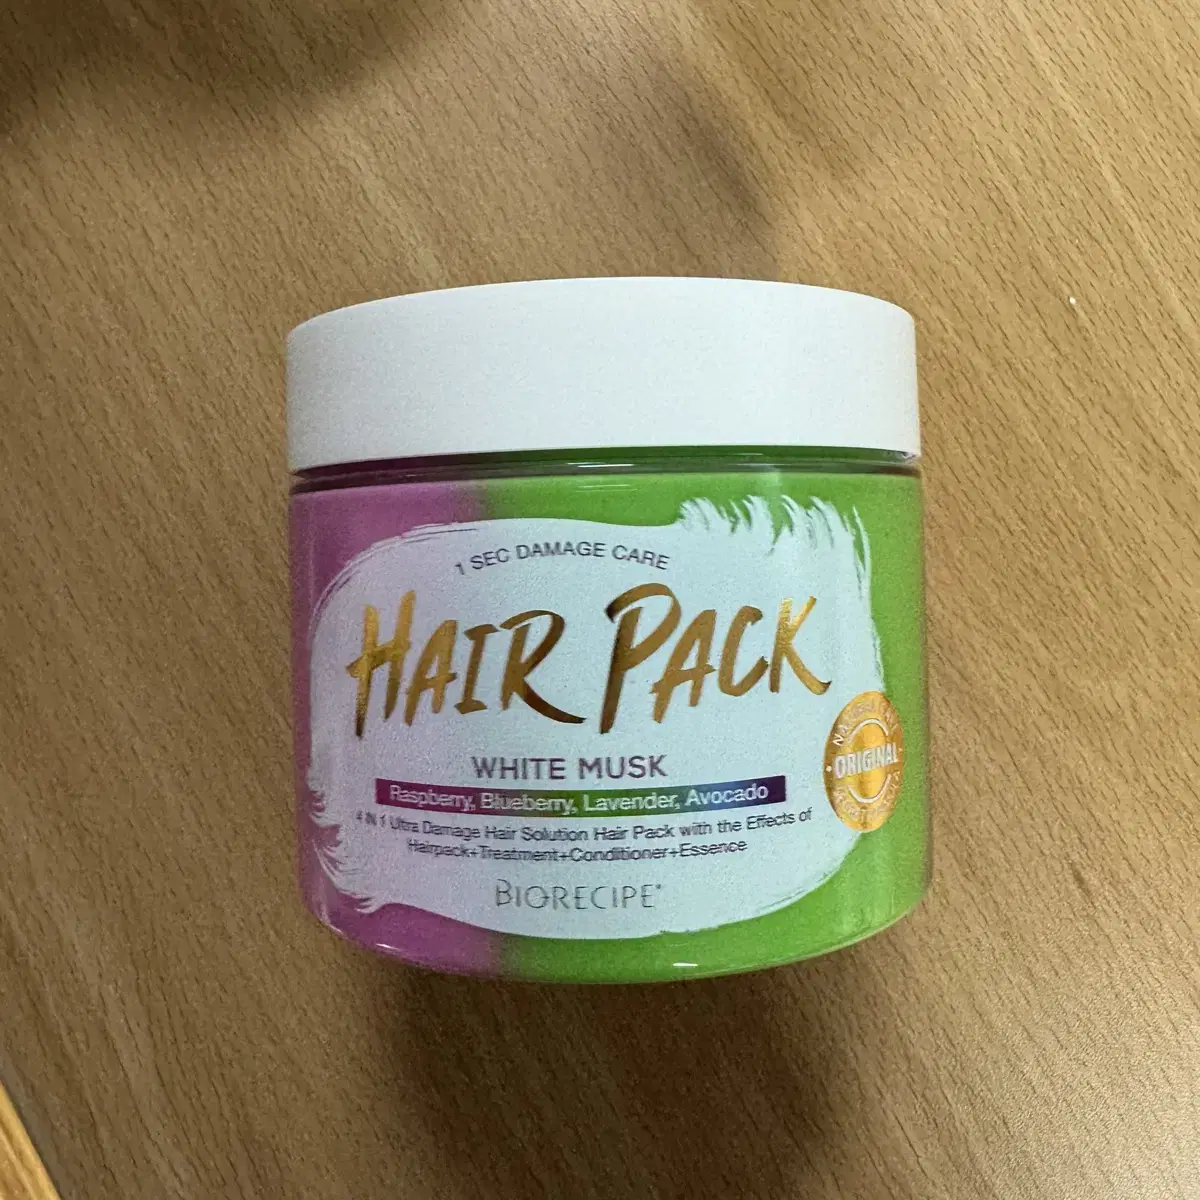 1 SEC DAMAGE CARE
HAIR PACK
WHITE MUSK
Raspberry, Blueberry, Lavender, Avocado
4 IN 1 Ultra Damage Hair Solution Hair Pack with the Effects of
Hairpack+Treatment+Conditioner+Essence
BIORECIPE
ORIGINAL